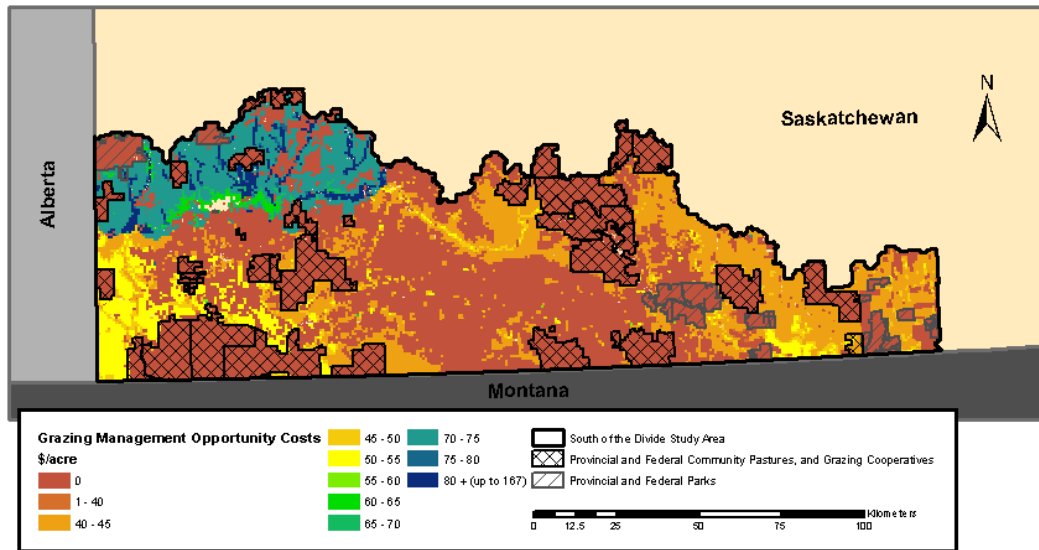 N
Saskatchewan
Alberta
Montana
Grazing Management Opportunity Costs
$/acre
0
1 - 40
40 - 45
45 - 50
50 - 55
55 - 60
60 - 65
65 - 70
70 - 75
75 - 80
80 + (up to 167)
South of the Divide Study Area
Provincial and Federal Community Pastures, and Grazing Cooperatives
Provincial and Federal Parks
Kilometers
0 12.5 25 50 75 100